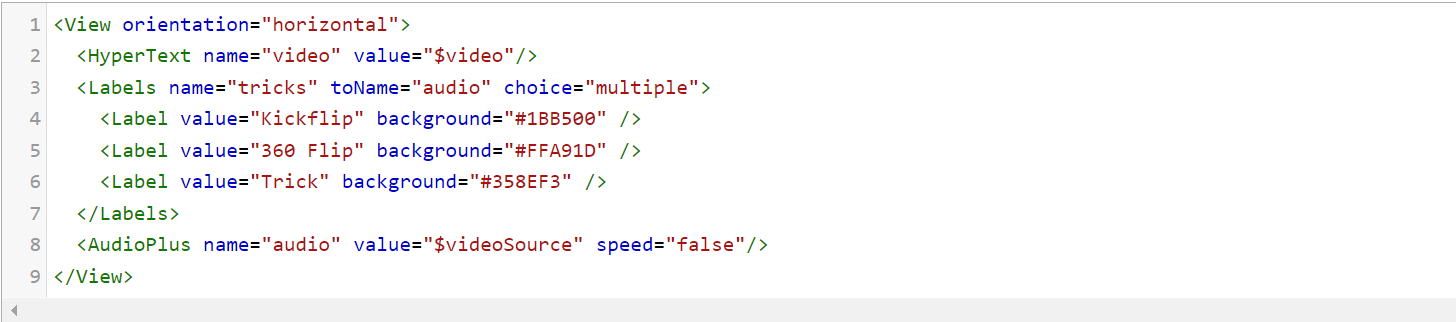 1 <View orientation="horizontal">
2   <HyperText name="video" value="$video"/>
3   <Labels name="tricks" toName="audio" choice="multiple">
4     <Label value="Kickflip" background="#1BB500" />
5     <Label value="360 Flip" background="#FFA91D" />
6     <Label value="Trick" background="#358EF3" />
7   </Labels>
8   <AudioPlus name="audio" value="$videoSource" speed="false"/>
9 </View>